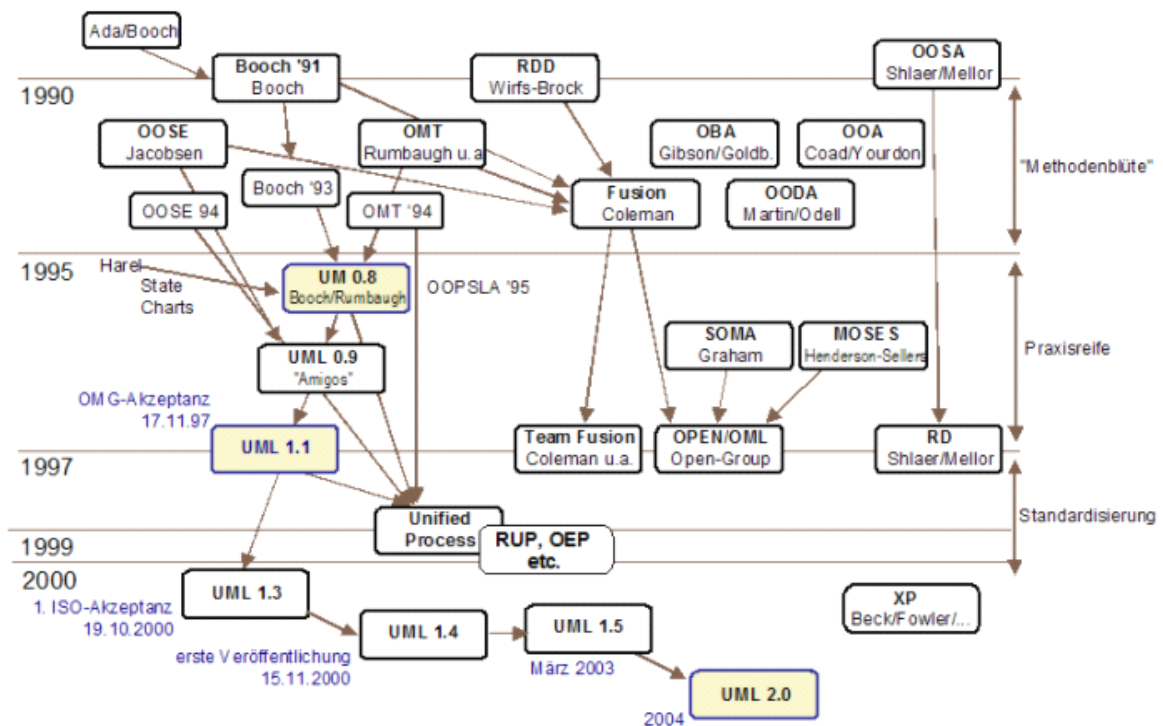 Ada/Booch
Booch '91
Booch
RDD
Wirfs-Brock
OOSA
Shlaer/Mellor
1990
OOSE
Jacobsen
OMT
Rumbaugh u.a
OBA
Gibson/Goldb.
OOA
Coad/Yourdon
"Methodenblüte"
Booch '93
Fusion
Coleman
OODA
Martin/Odell
OOSE 94
OMT '94
1995
Harel
State
Charts
UM 0.8
Booch/Rumbaugh
OOPSLA '95
SOMA
Graham
MOSES
Henderson-Sellers
Praxisreife
UML 0.9
"Amigos"
OMG-Akzeptanz
17.11.97
UML 1.1
Team Fusion
Coleman u.a.
OPEN/OML
Open-Group
RD
Shlaer/Mellor
1997
Unified
Process
Standardisierung
RUP, OEP
etc.
1999
2000
UML 1.3
1. ISO-Akzeptanz
19.10.2000
XP
Beck/Fowler/...
UML 1.4
UML 1.5
erste Veröffentlichung
15.11.2000
März 2003
UML 2.0
2004